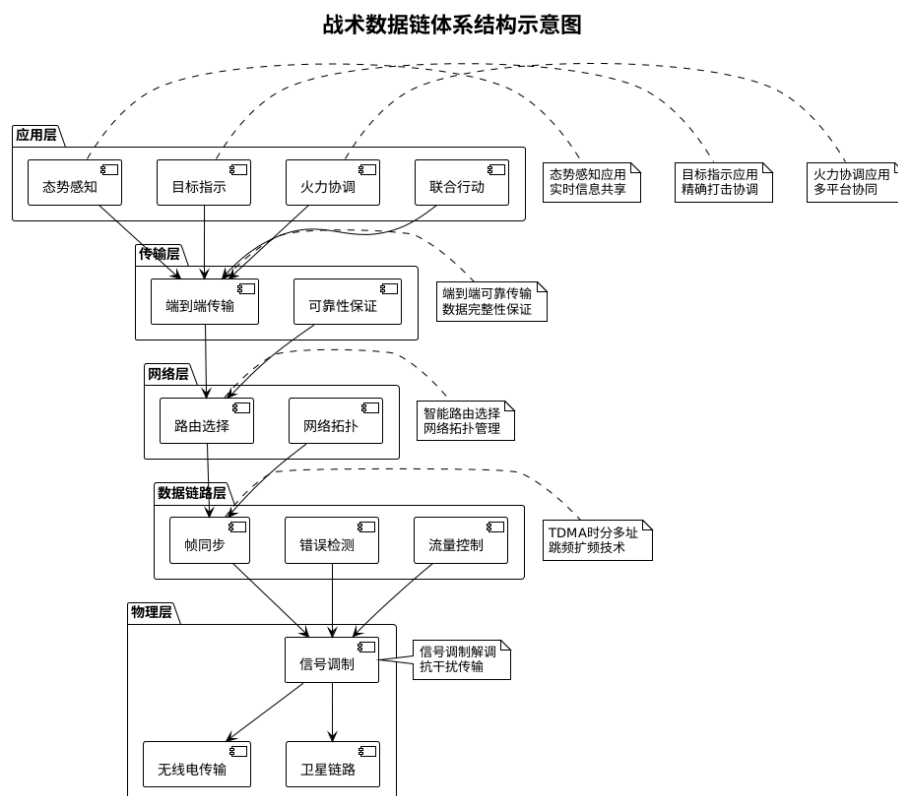 战术数据链体系结构示意图
应用层
态势感知
目标指示
火力协调
联合行动
态势感知应用
实时信息共享
目标指示应用
精确打击协调
火力协调应用
多平台协同
传输层
端到端传输
可靠性保证
端到端可靠传输
数据完整性保证
网络层
路由选择
网络拓扑
智能路由选择
网络拓扑管理
数据链路层
帧同步
错误检测
流量控制
TDMA时分多址
跳频扩频技术
物理层
信号调制
信号调制解调
抗干扰传输
无线电传输
卫星链路